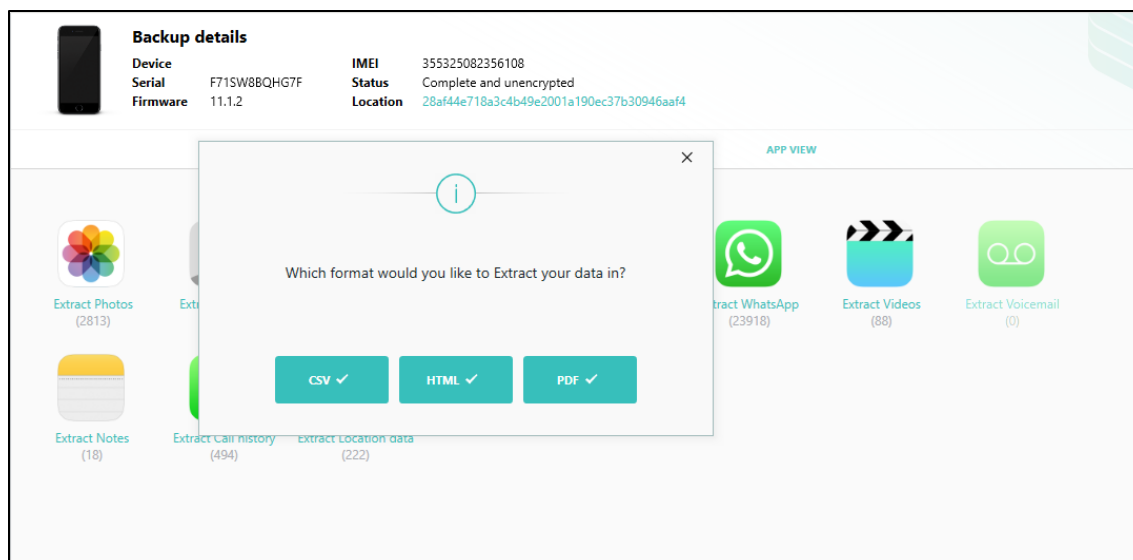 Backup details
Device
Serial F71SW8BQHG7F
Firmware 11.1.2
IMEI 355325082356108
Status Complete and unencrypted
Location 28af44e718a3c4b49e2001a190ec37b30946aaf4
APP VIEW
Which format would you like to Extract your data in?
CSV
HTML
PDF
Extract Photos
(2813)
WhatsApp
(23918)
Extract Videos
(88)
Extract Voicemail
(0)
Extract Notes
(18)
Extract Call history
(494)
Extract Location data
(222)